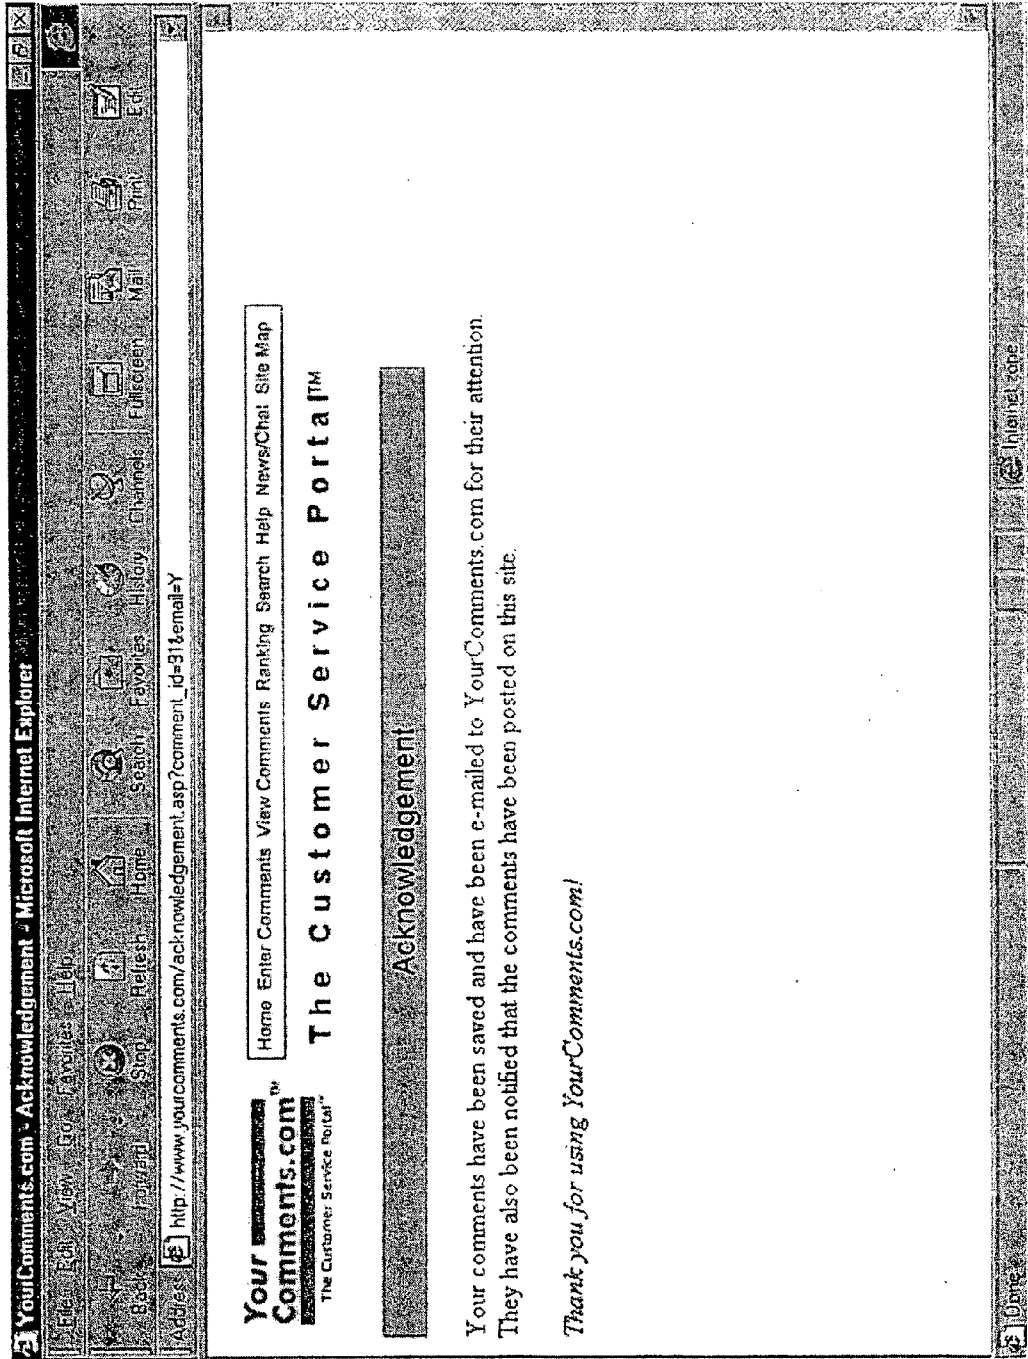 YourComments.com - Acknowledgement - Microsoft Internet Explorer
File Edit View Go Favorites Help
Back Forward Stop Refresh Home Search Favorites History Channels Fullscreen Mail Print Edit
Address http://www.yourcomments.com/acknowledgement.asp?comment_id=31&email=Y
Your
Comments.com™
The Customer Service Portal™
Home Enter Comments View Comments Ranking Search Help News/Chat Site Map
The Customer Service Portal™
Acknowledgement
Your comments have been saved and have been e-mailed to YourComments.com for their attention.
They have also been notified that the comments have been posted on this site.
Thank you for using YourComments.com!
Done Internet zone